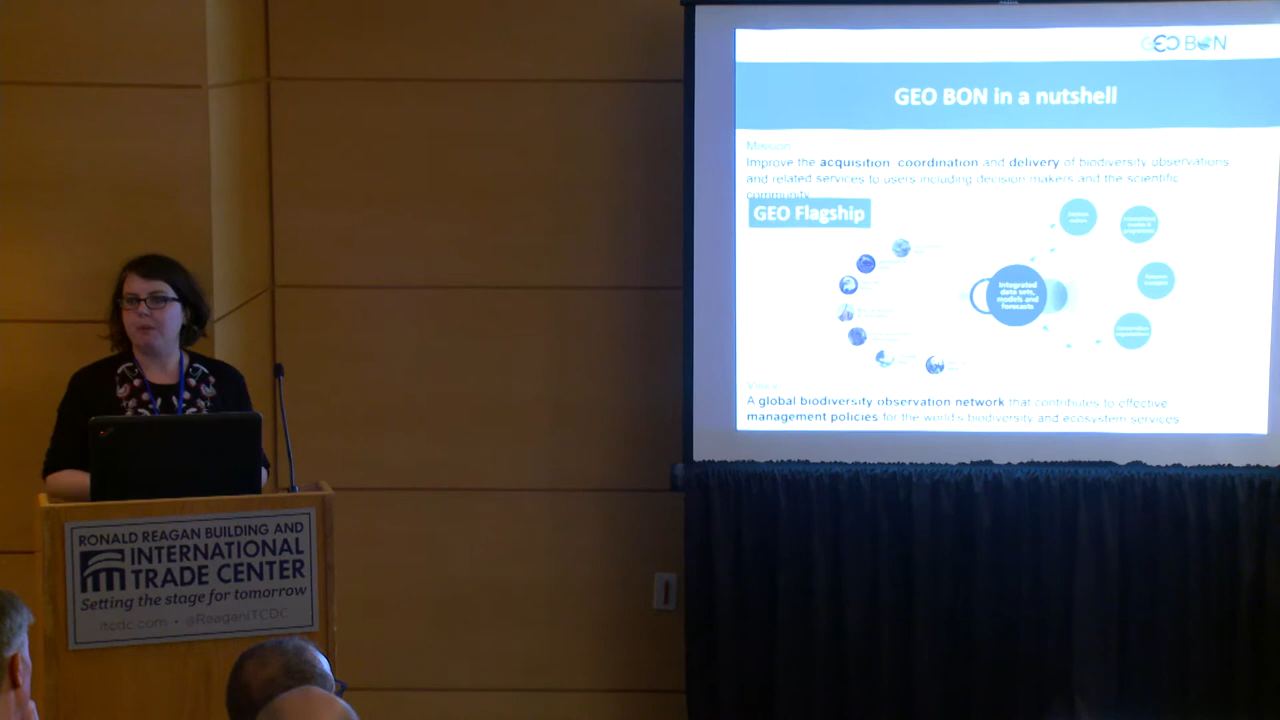 GEO BON
GEO BON in a nutshell
Mission
Improve the acquisition coordination and delivery of biodiversity observations
and related services to users including decision makers and the scientific
community
GEO Flagship
Integrated
data sets,
models and
forecasts
Vision
A global biodiversity observation network that contributes to effective
management policies for the world's biodiversity and ecosystem services
RONALD REAGAN BUILDING AND
INTERNATIONAL
TRADE CENTER
Setting the stage for tomorrow
itcdc.com • @ReaganITCDC